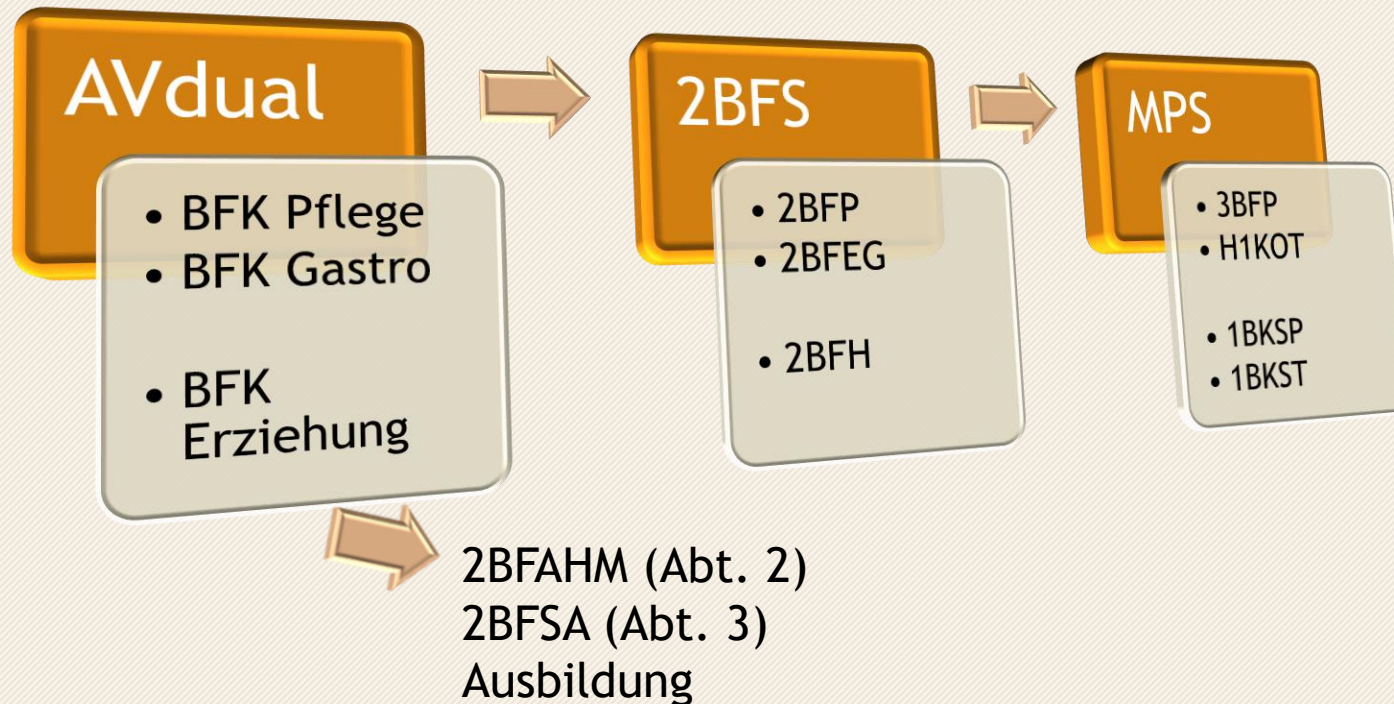 AVdual
• BFK Pflege
• BFK Gastro
• BFK
Erziehung
2BFS
• 2BFP
• 2BFEG
• 2BFH
MPS
• 3BFP
• H1KOT
• 1BKSP
• 1BKST
2BFAHM (Abt. 2)
2BFSA (Abt. 3)
Ausbildung